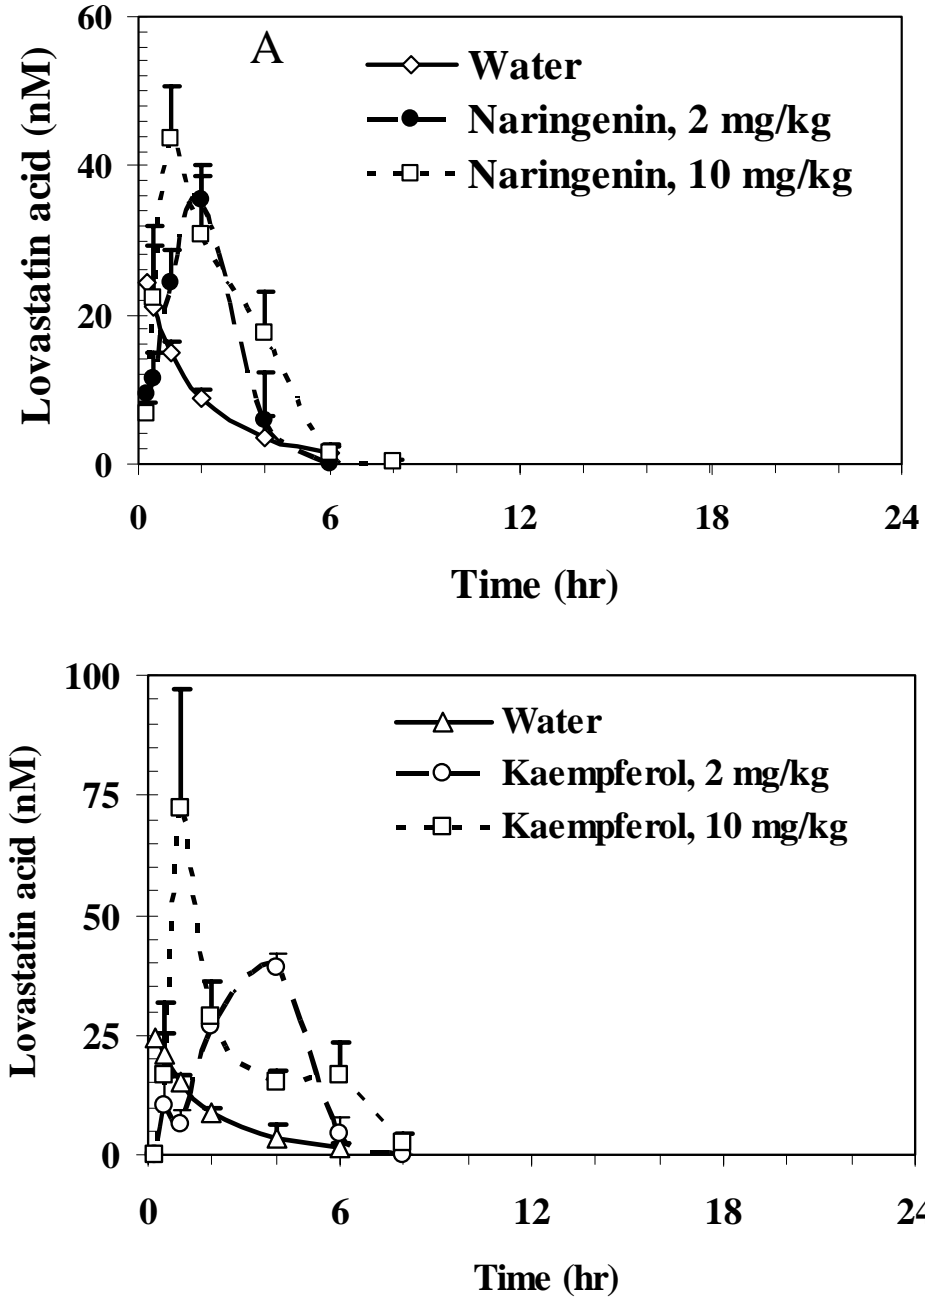 A
Water
Naringenin, 2 mg/kg
Naringenin, 10 mg/kg
Lovastatin acid (nM)
60
40
20
0
0 6 12 18 24
Time (hr)
Water
Kaempferol, 2 mg/kg
Kaempferol, 10 mg/kg
Lovastatin acid (nM)
100
75
50
25
0
0 6 12 18 24
Time (hr)